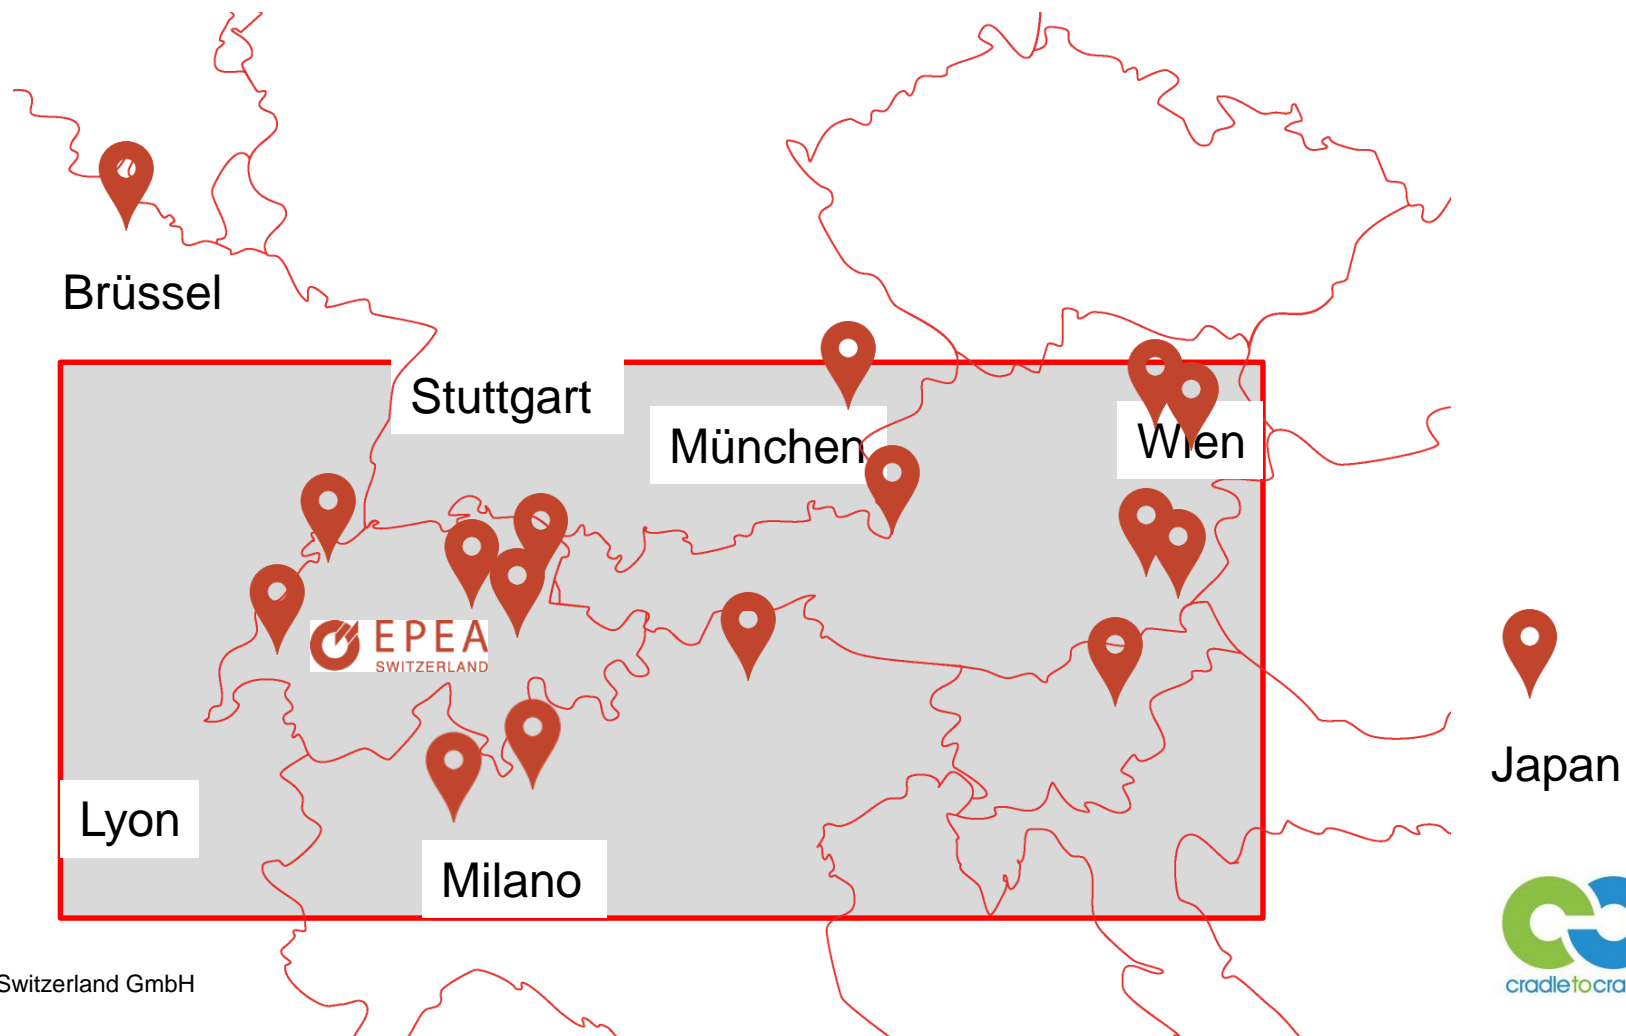 Brüssel
Stuttgart
München
Wien
EPEA
SWITZERLAND
Japan
Lyon
Milano
Switzerland GmbH
cradletocra